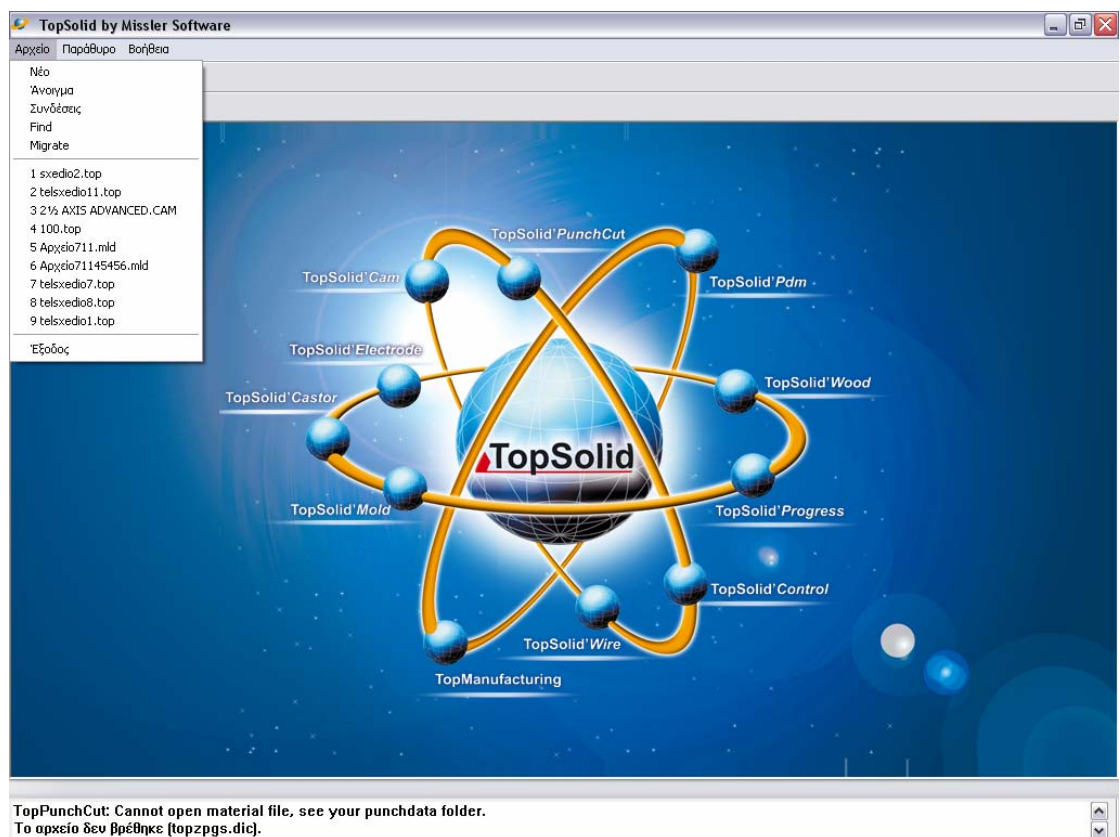 TopSolid by Missler Software
Αρχείο Παράθυρο Βοήθεια
Νέο
Άνοιγμα
Συνδέσεις
Find
Migrate
1 sxedio2.top
2 telsxedio11.top
3 2½ AXIS ADVANCED.CAM
4 100.top
5 Αρχείο711.mld
6 Αρχείο71145456.mld
7 telsxedio7.top
8 telsxedio8.top
9 telsxedio1.top
Έξοδος
TopSolid'PunchCut
TopSolid'Cam
TopSolid'Pdm
TopSolid'Electrode
TopSolid'Wood
TopSolid'Castor
TopSolid
TopSolid'Mold
TopSolid'Progress
TopSolid'Control
TopSolid'Wire
TopManufacturing
TopPunchCut: Cannot open material file, see your punchdata folder.
Το αρχείο δεν βρέθηκε (topzpgs.dic).